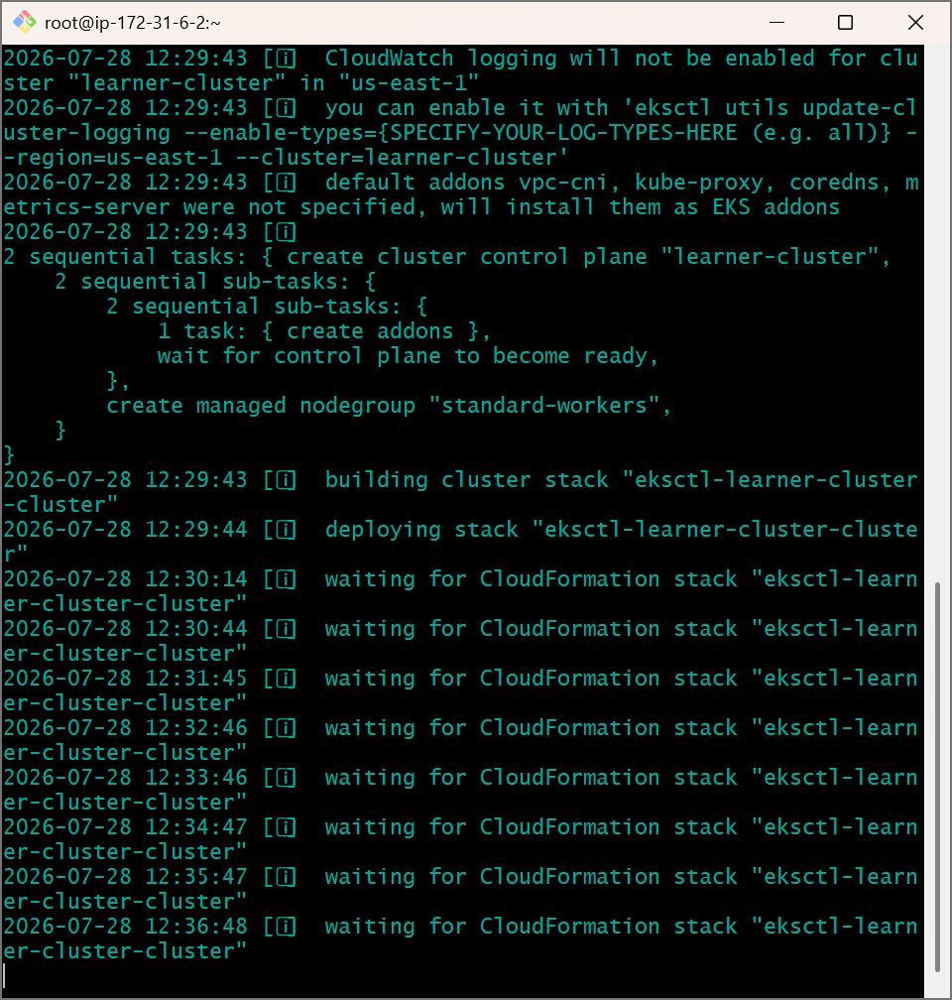 root@ip-172-31-6-2:~
2026-07-28 12:29:43 [ℹ]  CloudWatch logging will not be enabled for clu
ster "learner-cluster" in "us-east-1"
2026-07-28 12:29:43 [ℹ]  you can enable it with 'eksctl utils update-cl
uster-logging --enable-types={SPECIFY-YOUR-LOG-TYPES-HERE (e.g. all)} -
-region=us-east-1 --cluster=learner-cluster'
2026-07-28 12:29:43 [ℹ]  default addons vpc-cni, kube-proxy, coredns, m
etrics-server were not specified, will install them as EKS addons
2026-07-28 12:29:43 [ℹ]
2 sequential tasks: { create cluster control plane "learner-cluster",
    2 sequential sub-tasks: {
        2 sequential sub-tasks: {
            1 task: { create addons },
            wait for control plane to become ready,
        },
        create managed nodegroup "standard-workers",
    }
}
2026-07-28 12:29:43 [ℹ]  building cluster stack "eksctl-learner-cluster
-cluster"
2026-07-28 12:29:44 [ℹ]  deploying stack "eksctl-learner-cluster-cluste
r"
2026-07-28 12:30:14 [ℹ]  waiting for CloudFormation stack "eksctl-learn
er-cluster-cluster"
2026-07-28 12:30:44 [ℹ]  waiting for CloudFormation stack "eksctl-learn
er-cluster-cluster"
2026-07-28 12:31:45 [ℹ]  waiting for CloudFormation stack "eksctl-learn
er-cluster-cluster"
2026-07-28 12:32:46 [ℹ]  waiting for CloudFormation stack "eksctl-learn
er-cluster-cluster"
2026-07-28 12:33:46 [ℹ]  waiting for CloudFormation stack "eksctl-learn
er-cluster-cluster"
2026-07-28 12:34:47 [ℹ]  waiting for CloudFormation stack "eksctl-learn
er-cluster-cluster"
2026-07-28 12:35:47 [ℹ]  waiting for CloudFormation stack "eksctl-learn
er-cluster-cluster"
2026-07-28 12:36:48 [ℹ]  waiting for CloudFormation stack "eksctl-learn
er-cluster-cluster"